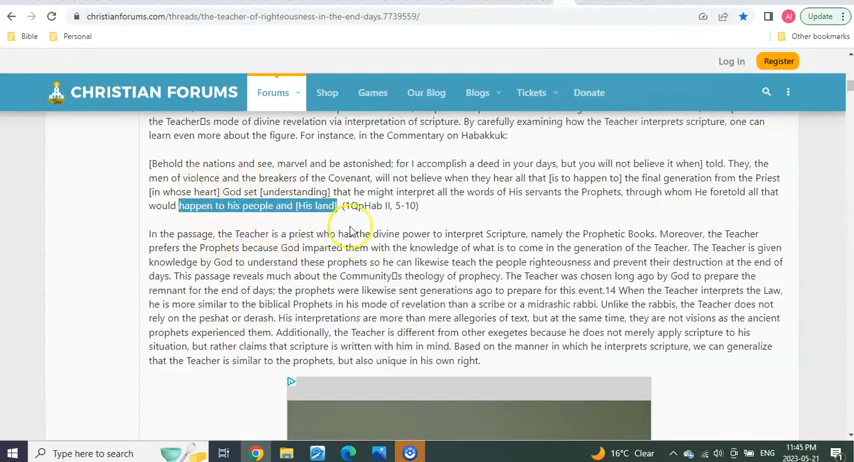 christianforums.com/threads/the-teacher-of-righteousness-in-the-end-days.7739559/
AI
Update
Bible
Personal
Other bookmarks
Log in
Register
CHRISTIAN FORUMS
Forums
Shop
Games
Our Blog
Blogs
Tickets
Donate
the Teacher□s mode of divine revelation via interpretation of scripture. By carefully examining how the Teacher interprets scripture, one can
learn even more about the figure. For instance, in the Commentary on Habakkuk:
[Behold the nations and see, marvel and be astonished; for I accomplish a deed in your days, but you will not believe it when] told. They, the
men of violence and the breakers of the Covenant, will not believe when they hear all that [is to happen to] the final generation from the Priest
[in whose heart] God set [understanding] that he might interpret all the words of His servants the Prophets, through whom He foretold all that
would happen to his people and [His land]. (1QpHab II, 5-10)
In the passage, the Teacher is a priest who has the divine power to interpret Scripture, namely the Prophetic Books. Moreover, the Teacher
prefers the Prophets because God imparted them with the knowledge of what is to come in the generation of the Teacher. The Teacher is given
knowledge by God to understand these prophets so he can likewise teach the people righteousness and prevent their destruction at the end of
days. This passage reveals much about the Community□s theology of prophecy. The Teacher was chosen long ago by God to prepare the
remnant for the end of days; the prophets were likewise sent generations ago to prepare for this event.14 When the Teacher interprets the Law,
he is more similar to the biblical Prophets in his mode of revelation than a scribe or a midrashic rabbi. Unlike the rabbis, the Teacher does not
rely on the peshat or derash. His interpretations are more than mere allegories of text, but at the same time, they are not visions as the ancient
prophets experienced them. Additionally, the Teacher is different from other exegetes because he does not merely apply scripture to his
situation, but rather claims that scripture is written with him in mind. Based on the manner in which he interprets scripture, we can generalize
that the Teacher is similar to the prophets, but also unique in his own right.
Type here to search
16°C Clear
ENG
11:45 PM
2023-05-21